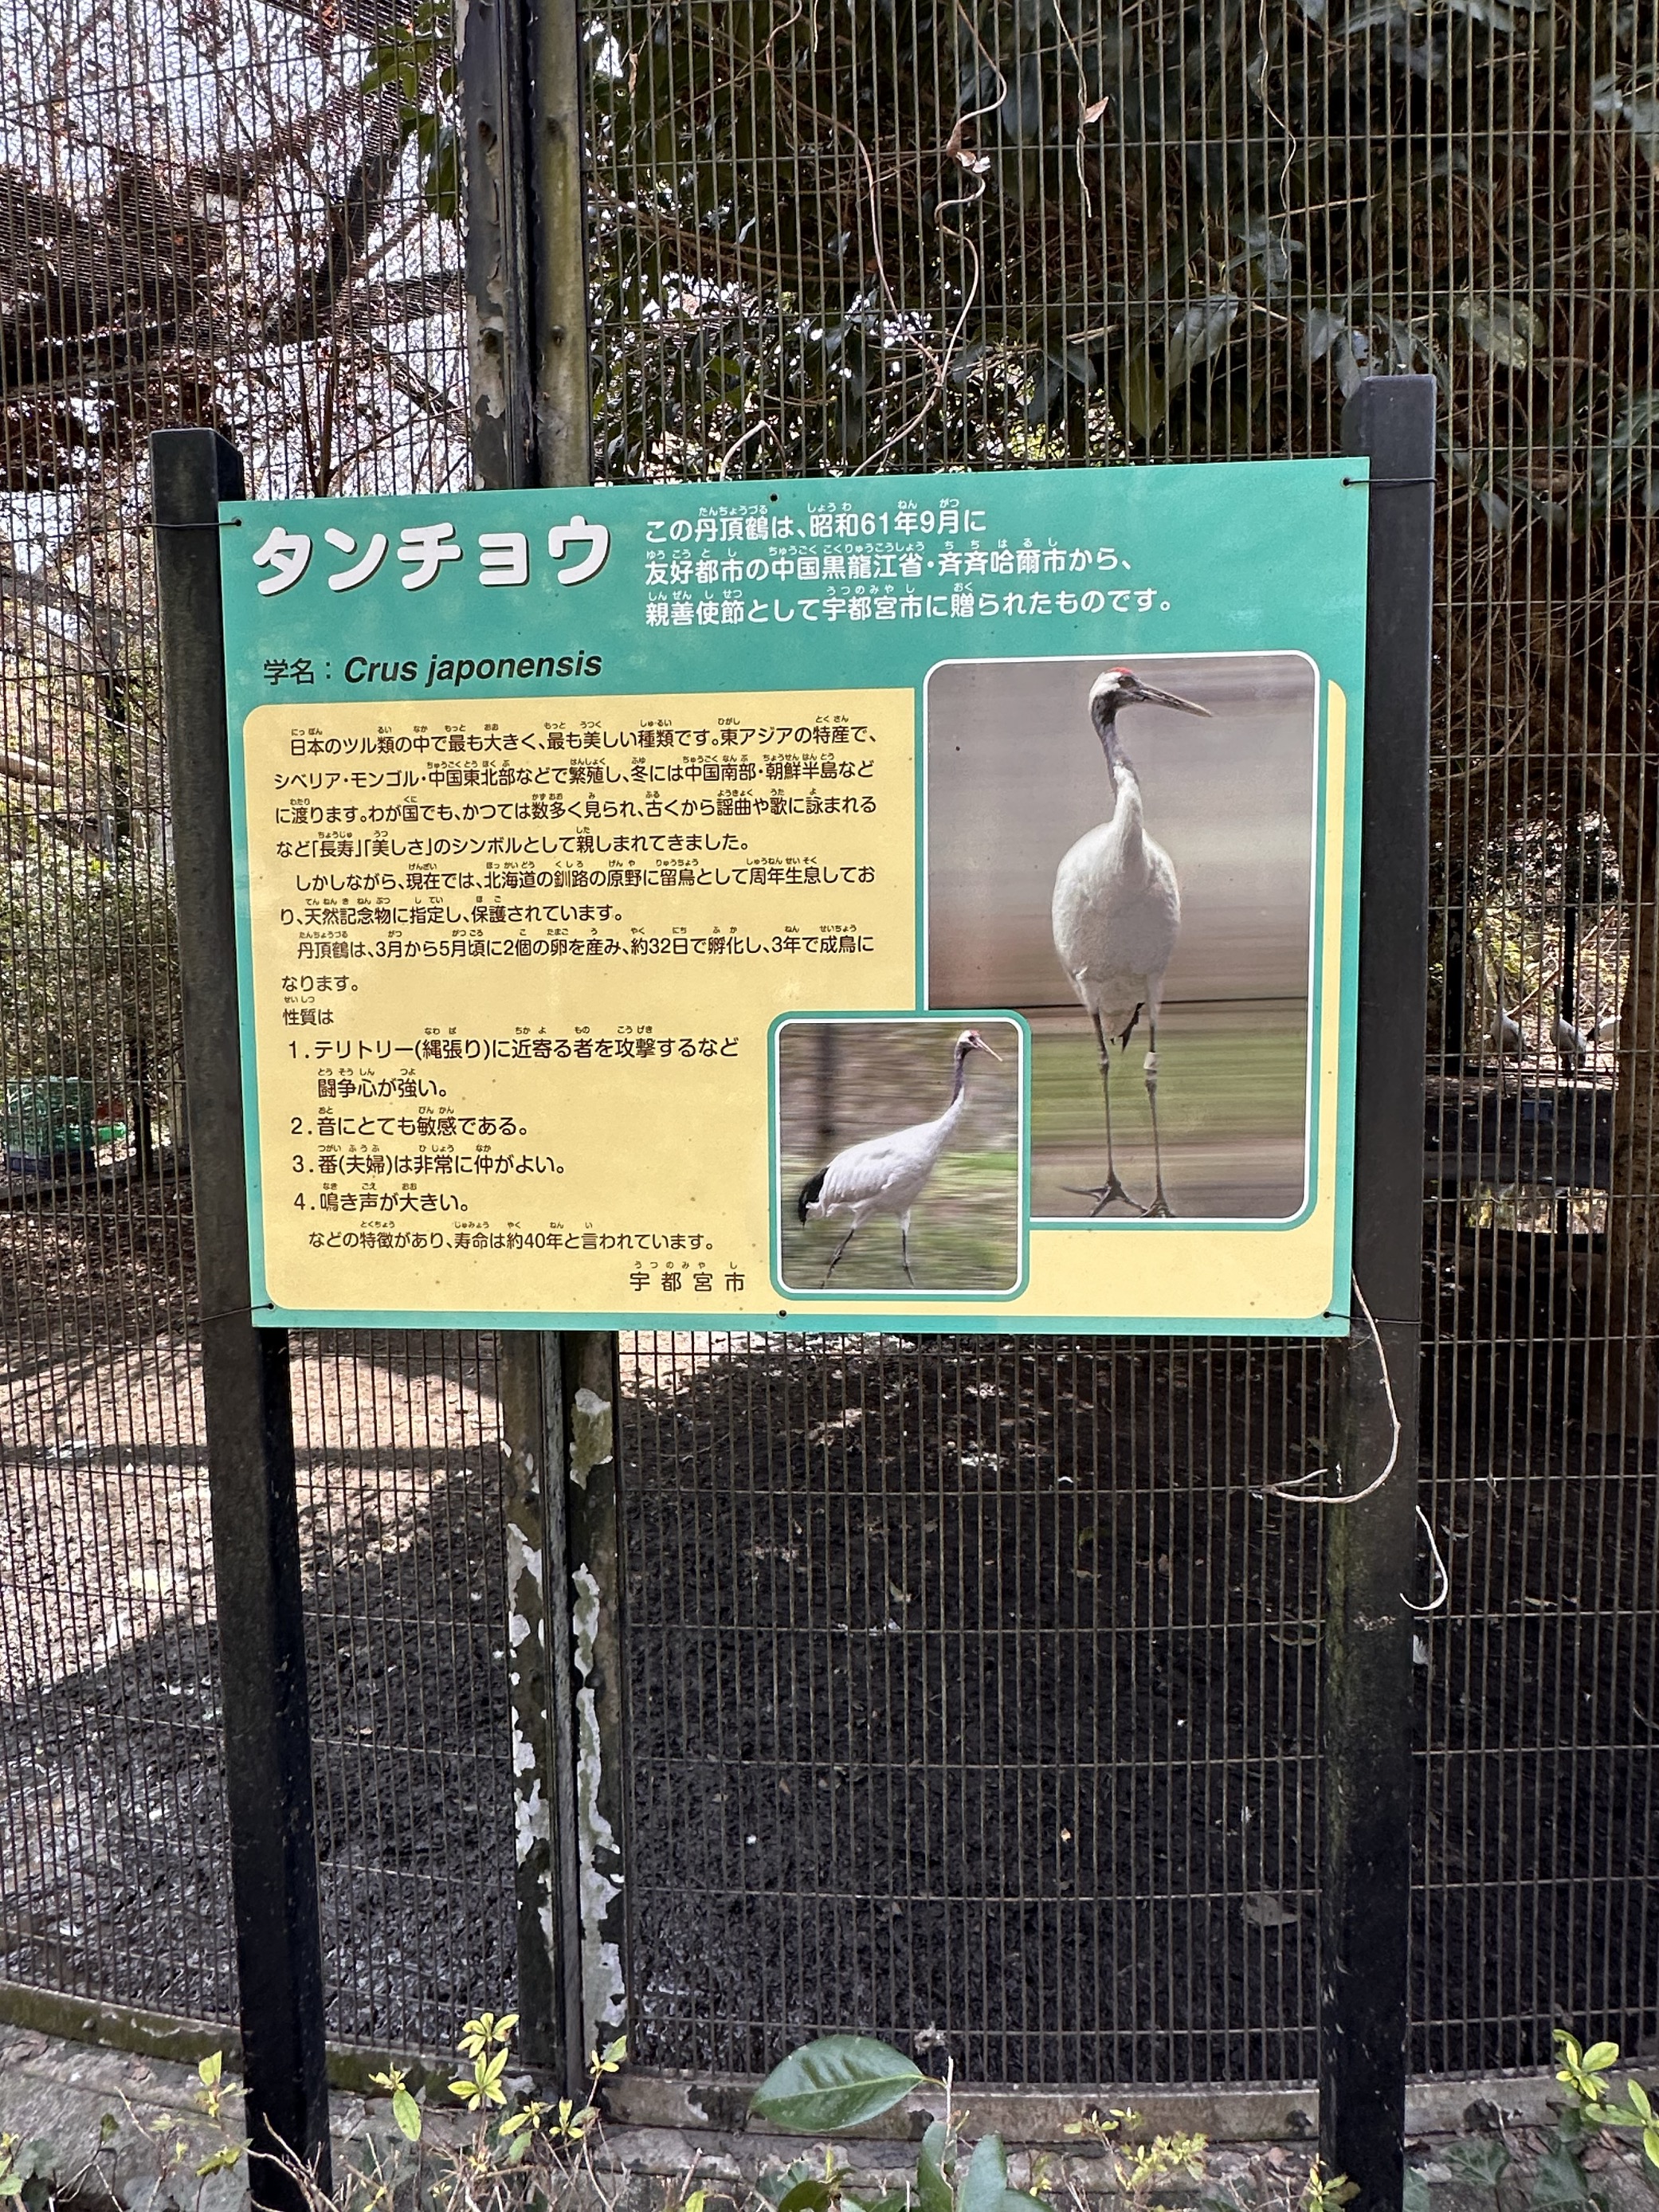 タンチョウ
この丹頂鶴は、昭和61年9月に
友好都市の中国黒龍江省・斉斉哈爾市から、
親善使節として宇都宮市に贈られたものです。
学名：Crus japonensis
日本のツル類の中で最も大きく、最も美しい種類です。東アジアの特産で、
シベリア・モンゴル・中国東北部などで繁殖し、冬には中国南部・朝鮮半島など
に渡ります。わが国でも、かつては数多く見られ、古くから謡曲や歌に詠まれる
など「長寿」「美しさ」のシンボルとして親しまれてきました。
しかしながら、現在では、北海道の釧路の原野に留鳥として周年生息してお
り、天然記念物に指定し、保護されています。
丹頂鶴は、3月から5月頃に2個の卵を産み、約32日で孵化し、3年で成鳥に
なります。
性質は
1.テリトリー(縄張り)に近寄る者を攻撃するなど
闘争心が強い。
2.音にとても敏感である。
3.番(夫婦)は非常に仲がよい。
4.鳴き声が大きい。
などの特徴があり、寿命は約40年と言われています。
宇都宮市